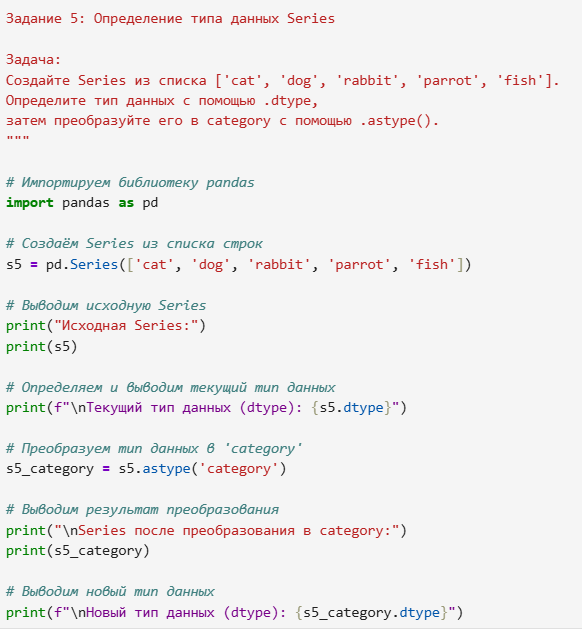 Задание 5: Определение типа данных Series
Задача:
Создайте Series из списка ['cat', 'dog', 'rabbit', 'parrot', 'fish'].
Определите тип данных с помощью .dtype,
затем преобразуйте его в category с помощью .astype().
"""
# Импортируем библиотеку pandas
import pandas as pd
# Создаём Series из списка строк
s5 = pd.Series(['cat', 'dog', 'rabbit', 'parrot', 'fish'])
# Выводим исходную Series
print("Исходная Series:")
print(s5)
# Определяем и выводим текущий тип данных
print(f"\nТекущий тип данных (dtype): {s5.dtype}")
# Преобразуем тип данных в 'category'
s5_category = s5.astype('category')
# Выводим результат преобразования
print("\nSeries после преобразования в category:")
print(s5_category)
# Выводим новый тип данных
print(f"\nНовый тип данных (dtype): {s5_category.dtype}")